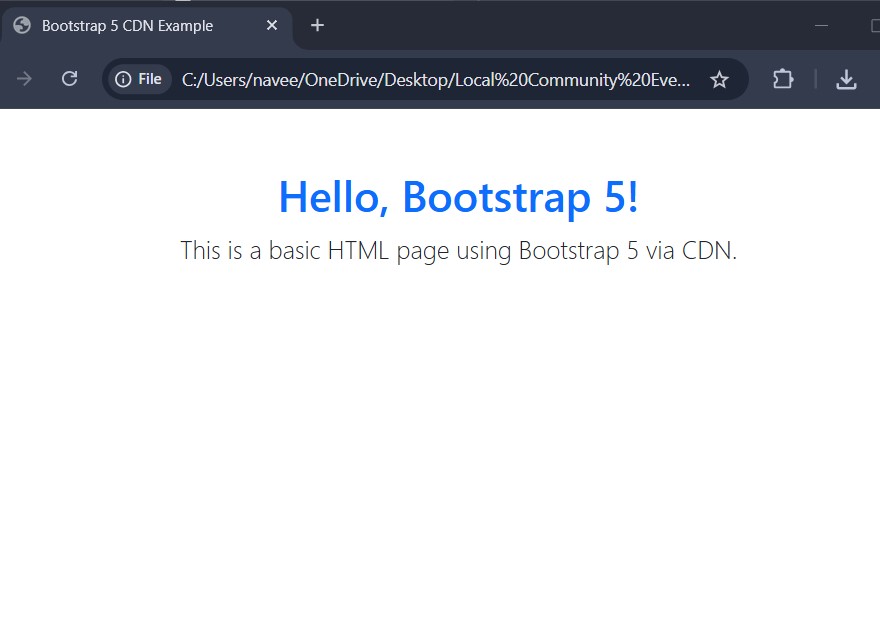 Bootstrap 5 CDN Example
File
C:/Users/navee/OneDrive/Desktop/Local%20Community%20Eve...
Hello, Bootstrap 5!
This is a basic HTML page using Bootstrap 5 via CDN.